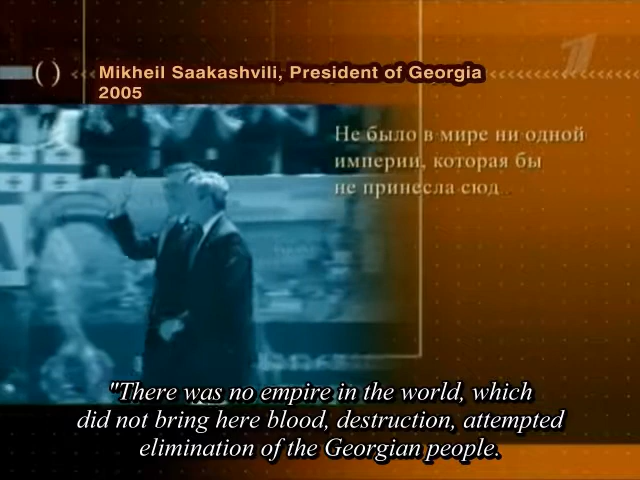 ( )
Mikheil Saakashvili, President of Georgia
2005
Не было в мире ни одной
империи, которая бы
не принесла сюд
"There was no empire in the world, which
did not bring here blood, destruction, attempted
elimination of the Georgian people.